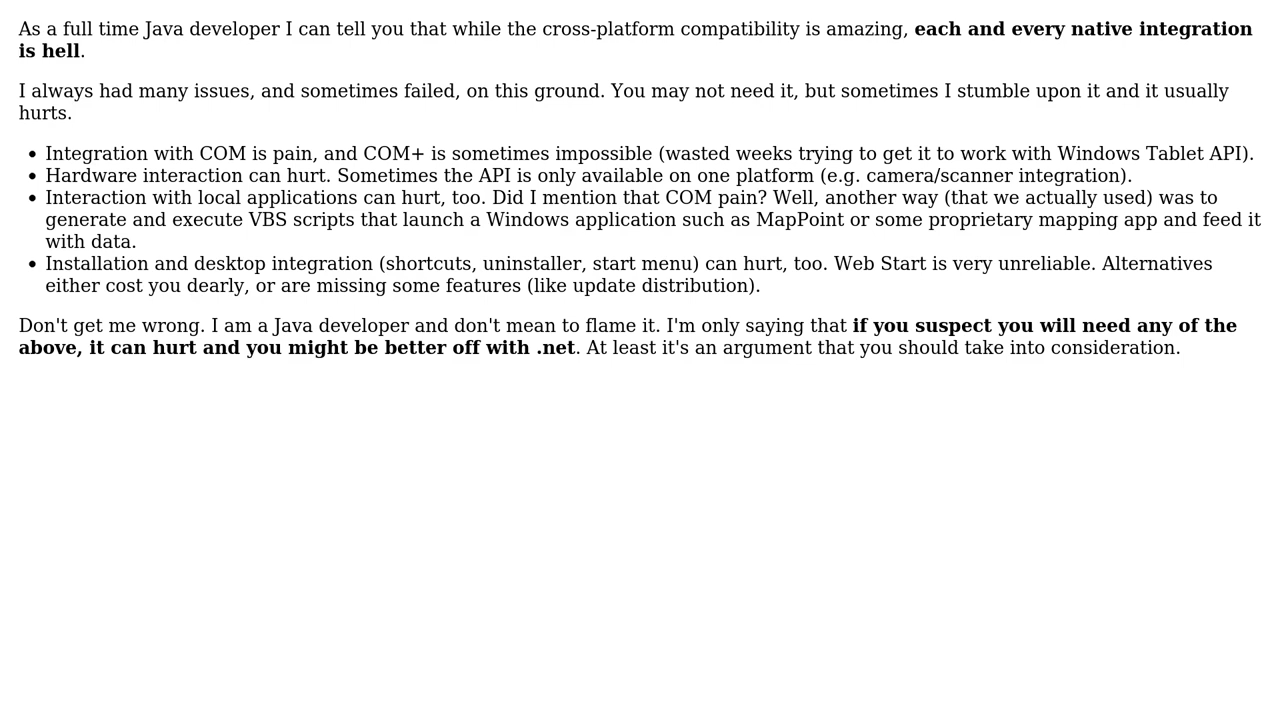 As a full time Java developer I can tell you that while the cross-platform compatibility is amazing, each and every native integration
is hell.
I always had many issues, and sometimes failed, on this ground. You may not need it, but sometimes I stumble upon it and it usually
hurts.
• Integration with COM is pain, and COM+ is sometimes impossible (wasted weeks trying to get it to work with Windows Tablet API).
• Hardware interaction can hurt. Sometimes the API is only available on one platform (e.g. camera/scanner integration).
• Interaction with local applications can hurt, too. Did I mention that COM pain? Well, another way (that we actually used) was to
generate and execute VBS scripts that launch a Windows application such as MapPoint or some proprietary mapping app and feed it
with data.
• Installation and desktop integration (shortcuts, uninstaller, start menu) can hurt, too. Web Start is very unreliable. Alternatives
either cost you dearly, or are missing some features (like update distribution).
Don't get me wrong. I am a Java developer and don't mean to flame it. I'm only saying that if you suspect you will need any of the
above, it can hurt and you might be better off with .net. At least it's an argument that you should take into consideration.